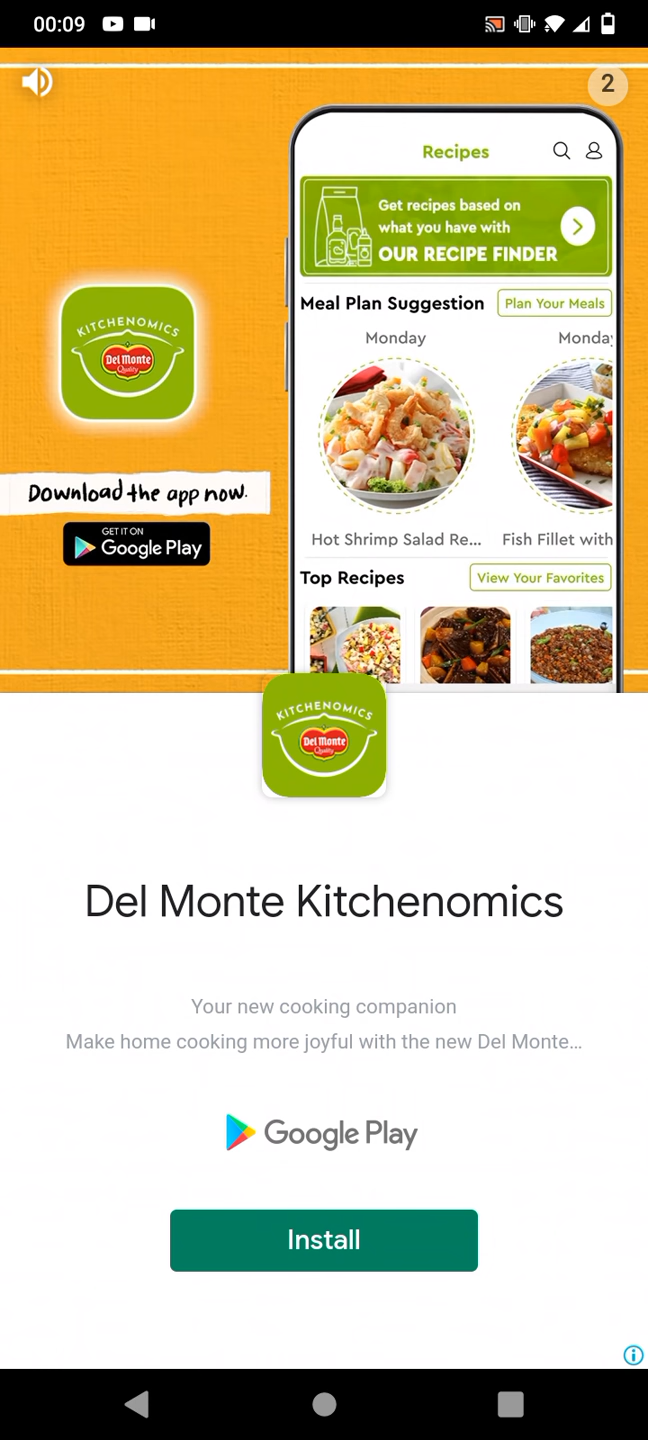 00:09
2
Recipes
Get recipes based on
what you have with
OUR RECIPE FINDER
Meal Plan Suggestion
Plan Your Meals
Monday
Monday
Hot Shrimp Salad Re...
Fish Fillet with
Top Recipes
View Your Favorites
KITCHENOMICS
Del Monte
Quality
Download the app now.
GET IT ON
Google Play
KITCHENOMICS
Del Monte
Quality
Del Monte Kitchenomics
Your new cooking companion
Make home cooking more joyful with the new Del Monte...
Google Play
Install